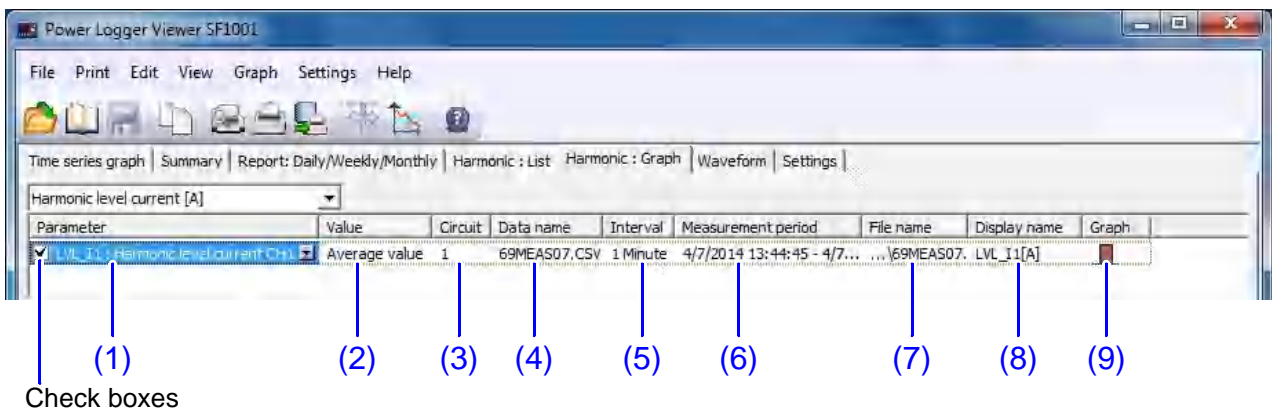 Power Logger Viewer SF1001
File Print Edit View Graph Settings Help
Time series graph Summary Report: Daily/Weekly/Monthly Harmonic : List Harmonic : Graph Waveform Settings
Harmonic level current [A]
Parameter Value Circuit Data name Interval Measurement period File name Display name Graph
LVL_I1 : Harmonic level current CH1 Average value 1 69MEAS07.CSV 1 Minute 4/7/2014 13:44:45 - 4/7... ...\69MEAS07. LVL_I1[A]
(1) (2) (3) (4) (5) (6) (7) (8) (9)
Check boxes